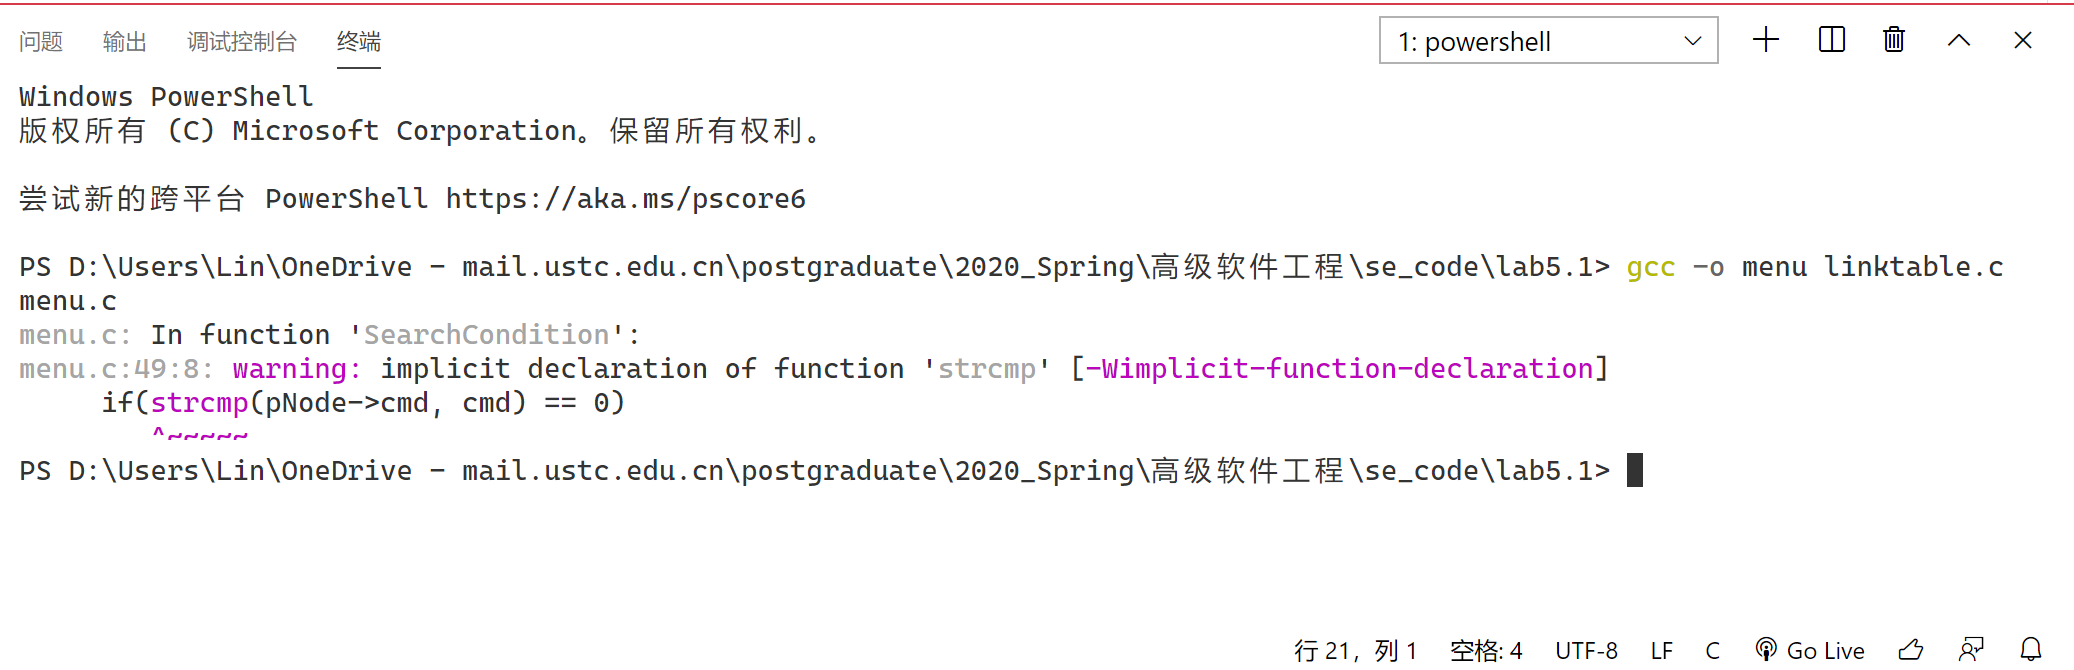 问题 输出 调试控制台 终端 1: powershell
Windows PowerShell
版权所有 (C) Microsoft Corporation。保留所有权利。
尝试新的跨平台 PowerShell https://aka.ms/pscore6
PS D:\Users\Lin\OneDrive - mail.ustc.edu.cn\postgraduate\2020_Spring\高级软件工程\se_code\lab5.1> gcc -o menu linktable.c
menu.c
menu.c: In function 'SearchCondition':
menu.c:49:8: warning: implicit declaration of function 'strcmp' [-Wimplicit-function-declaration]
     if(strcmp(pNode->cmd, cmd) == 0)
        ^~~~~~
PS D:\Users\Lin\OneDrive - mail.ustc.edu.cn\postgraduate\2020_Spring\高级软件工程\se_code\lab5.1>
行 21，列 1 空格: 4 UTF-8 LF C Go Live